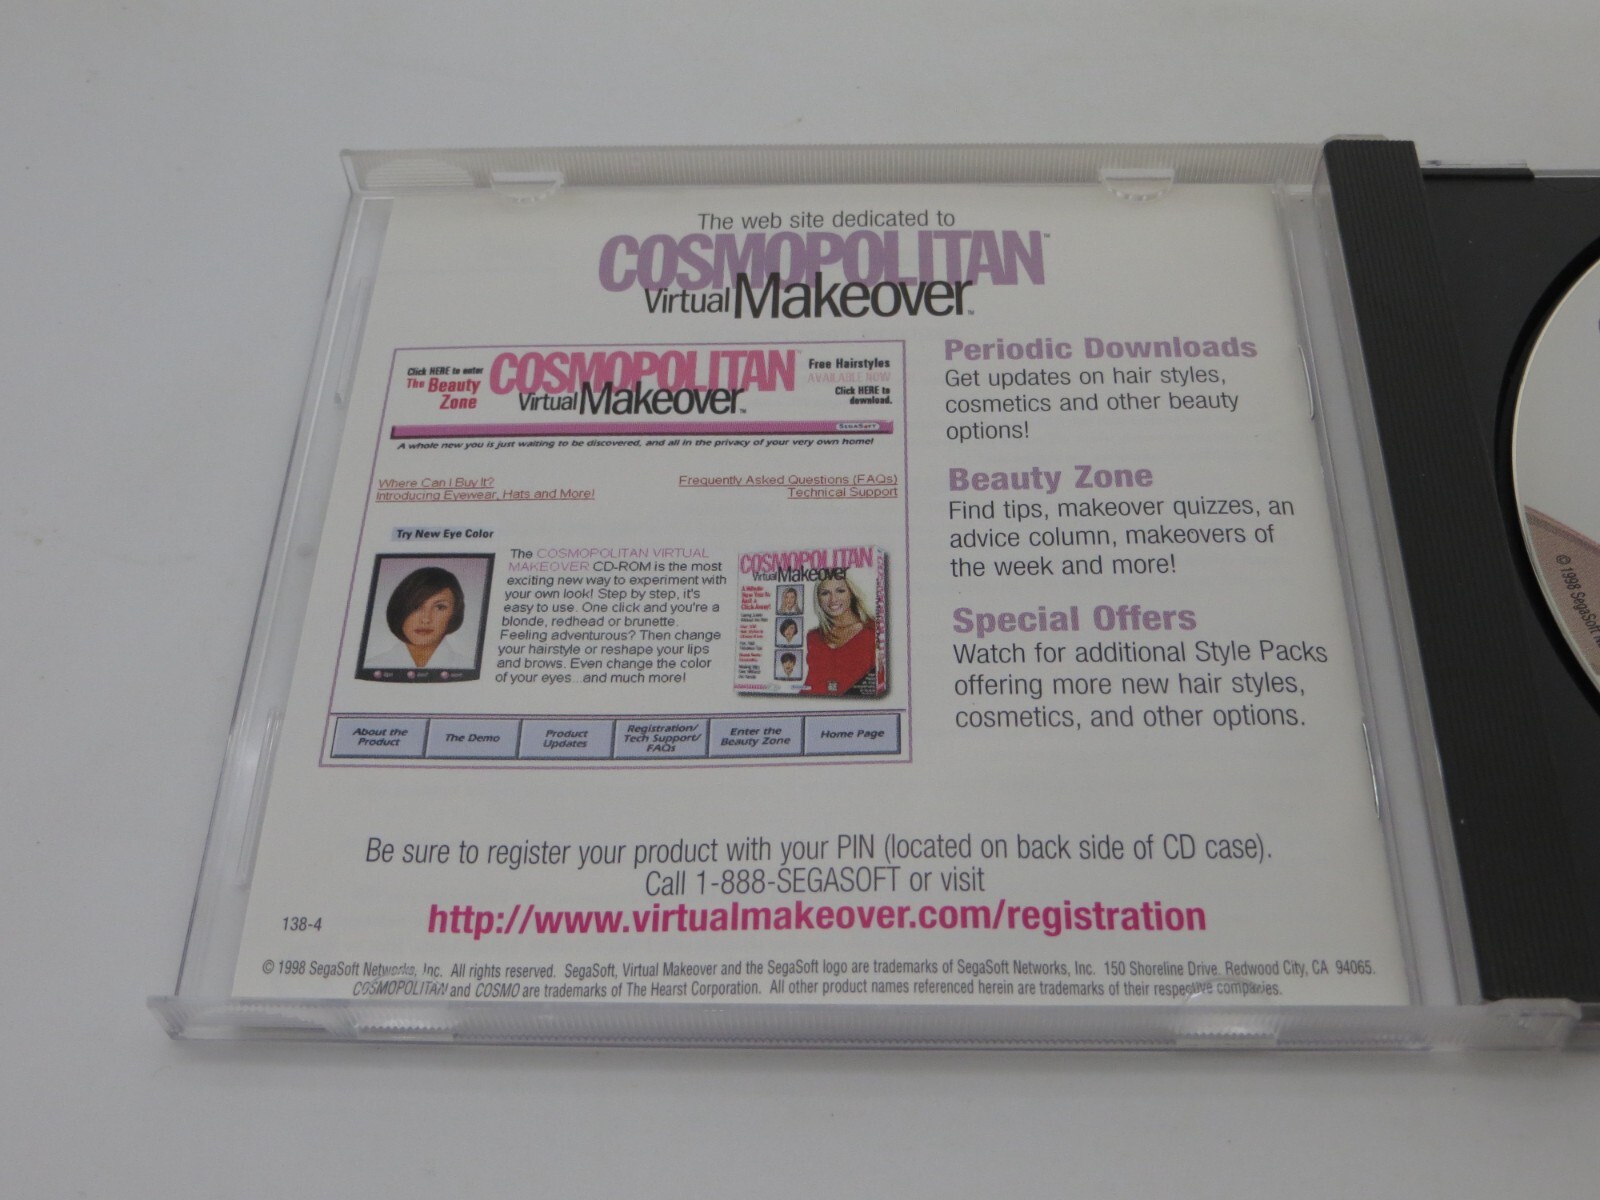 The web site dedicated to
COSMOPOLITAN™
Virtual Makeover™
Click HERE to enter
The Beauty
Zone
COSMOPOLITAN™
Virtual Makeover™
Free Hairstyles
AVAILABLE NOW
Click HERE to
download.
SegaSoft
A whole new you is just waiting to be discovered, and all in the privacy of your very own home!
Where Can I Buy It?
Introducing Eyewear, Hats and More!
Frequently Asked Questions (FAQs)
Technical Support
Try New Eye Color
The COSMOPOLITAN VIRTUAL
MAKEOVER CD-ROM is the most
exciting new way to experiment with
your own look! Step by step, it's
easy to use. One click and you're a
blonde, redhead or brunette.
Feeling adventurous? Then change
your hairstyle or reshape your lips
and brows. Even change the color
of your eyes...and much more!
COSMOPOLITAN
Virtual Makeover
A Whole
New You Is
Just a
Click Away!
About the
Product
The Demo
Product
Updates
Registration/
Tech Support/
FAQs
Enter the
Beauty Zone
Home Page
Periodic Downloads
Get updates on hair styles,
cosmetics and other beauty
options!
Beauty Zone
Find tips, makeover quizzes, an
advice column, makeovers of
the week and more!
Special Offers
Watch for additional Style Packs
offering more new hair styles,
cosmetics, and other options.
Be sure to register your product with your PIN (located on back side of CD case).
Call 1-888-SEGASOFT or visit
http://www.virtualmakeover.com/registration
138-4
© 1998 SegaSoft Networks, Inc. All rights reserved. SegaSoft, Virtual Makeover and the SegaSoft logo are trademarks of SegaSoft Networks, Inc. 150 Shoreline Drive, Redwood City, CA 94065.
COSMOPOLITAN and COSMO are trademarks of The Hearst Corporation. All other product names referenced herein are trademarks of their respective companies.
© 1998 SegaSoft